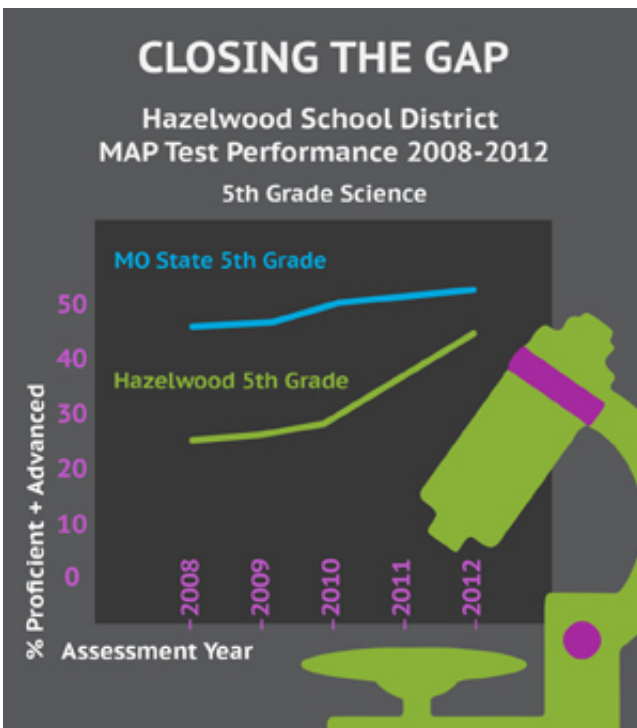 CLOSING THE GAP
Hazelwood School District
MAP Test Performance 2008-2012
5th Grade Science
MO State 5th Grade
50
40
Hazelwood 5th Grade
30
20
10
0
% Proficient + Advanced
2008
2009
2010
2011
2012
Assessment Year